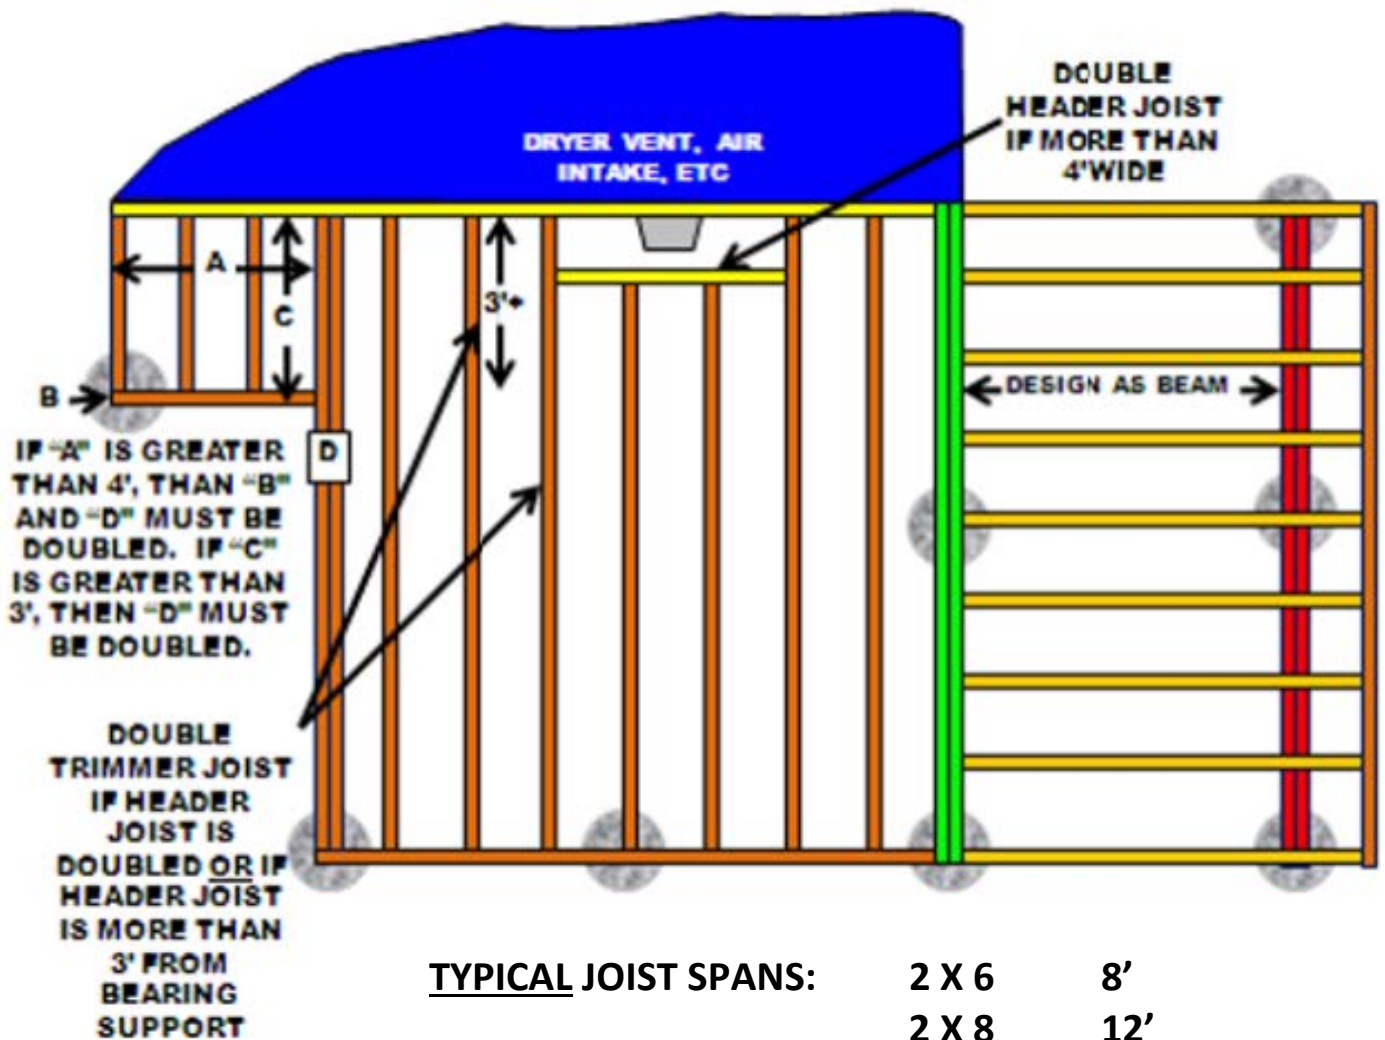 DOUBLE
HEADER JOIST
IF MORE THAN
4'WIDE
DRYER VENT, AIR
INTAKE, ETC
A
C
3'+
B
DESIGN AS BEAM
D
IF "A" IS GREATER
THAN 4', THAN "B"
AND "D" MUST BE
DOUBLED. IF "C"
IS GREATER THAN
3', THEN "D" MUST
BE DOUBLED.
DOUBLE
TRIMMER JOIST
IF HEADER
JOIST IS
DOUBLED OR IF
HEADER JOIST
IS MORE THAN
3' FROM
BEARING
SUPPORT
TYPICAL JOIST SPANS: 2 X 6 8’
2 X 8 12’